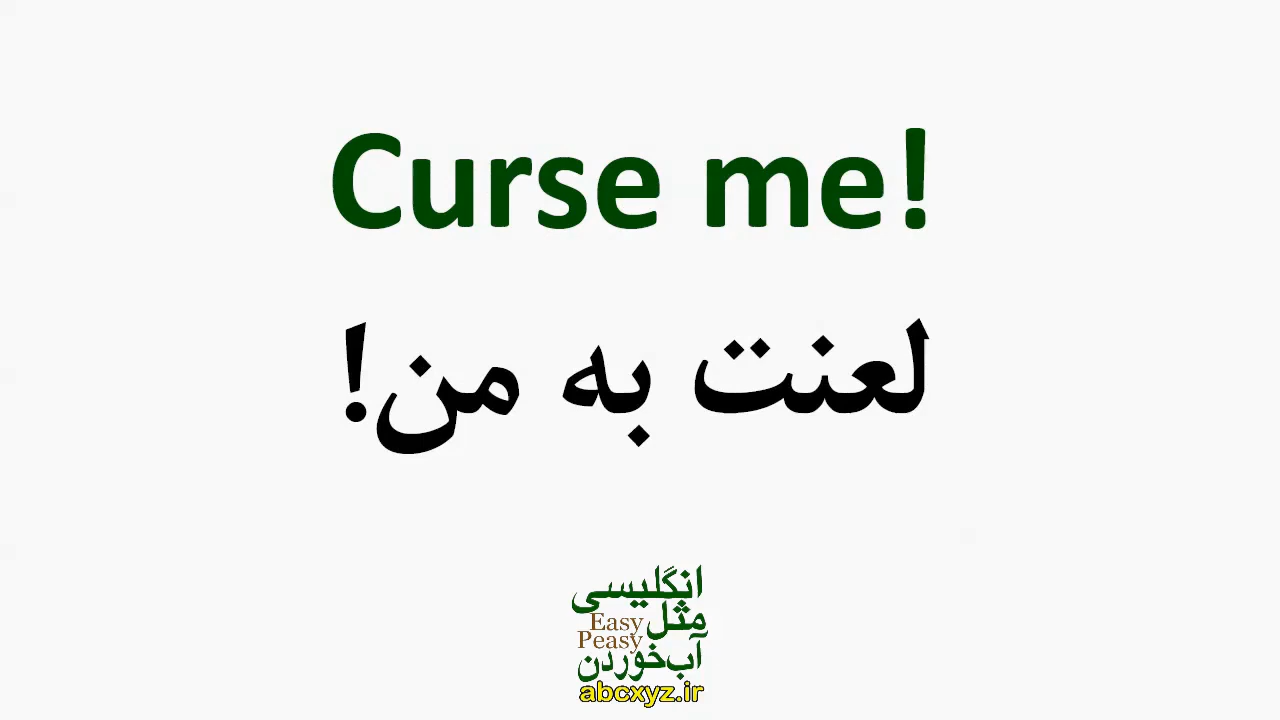 Curse me!
لعنت به من!
انگلیسی
مثل Easy
Peasy
آب‌خوردن
abcxyz.ir